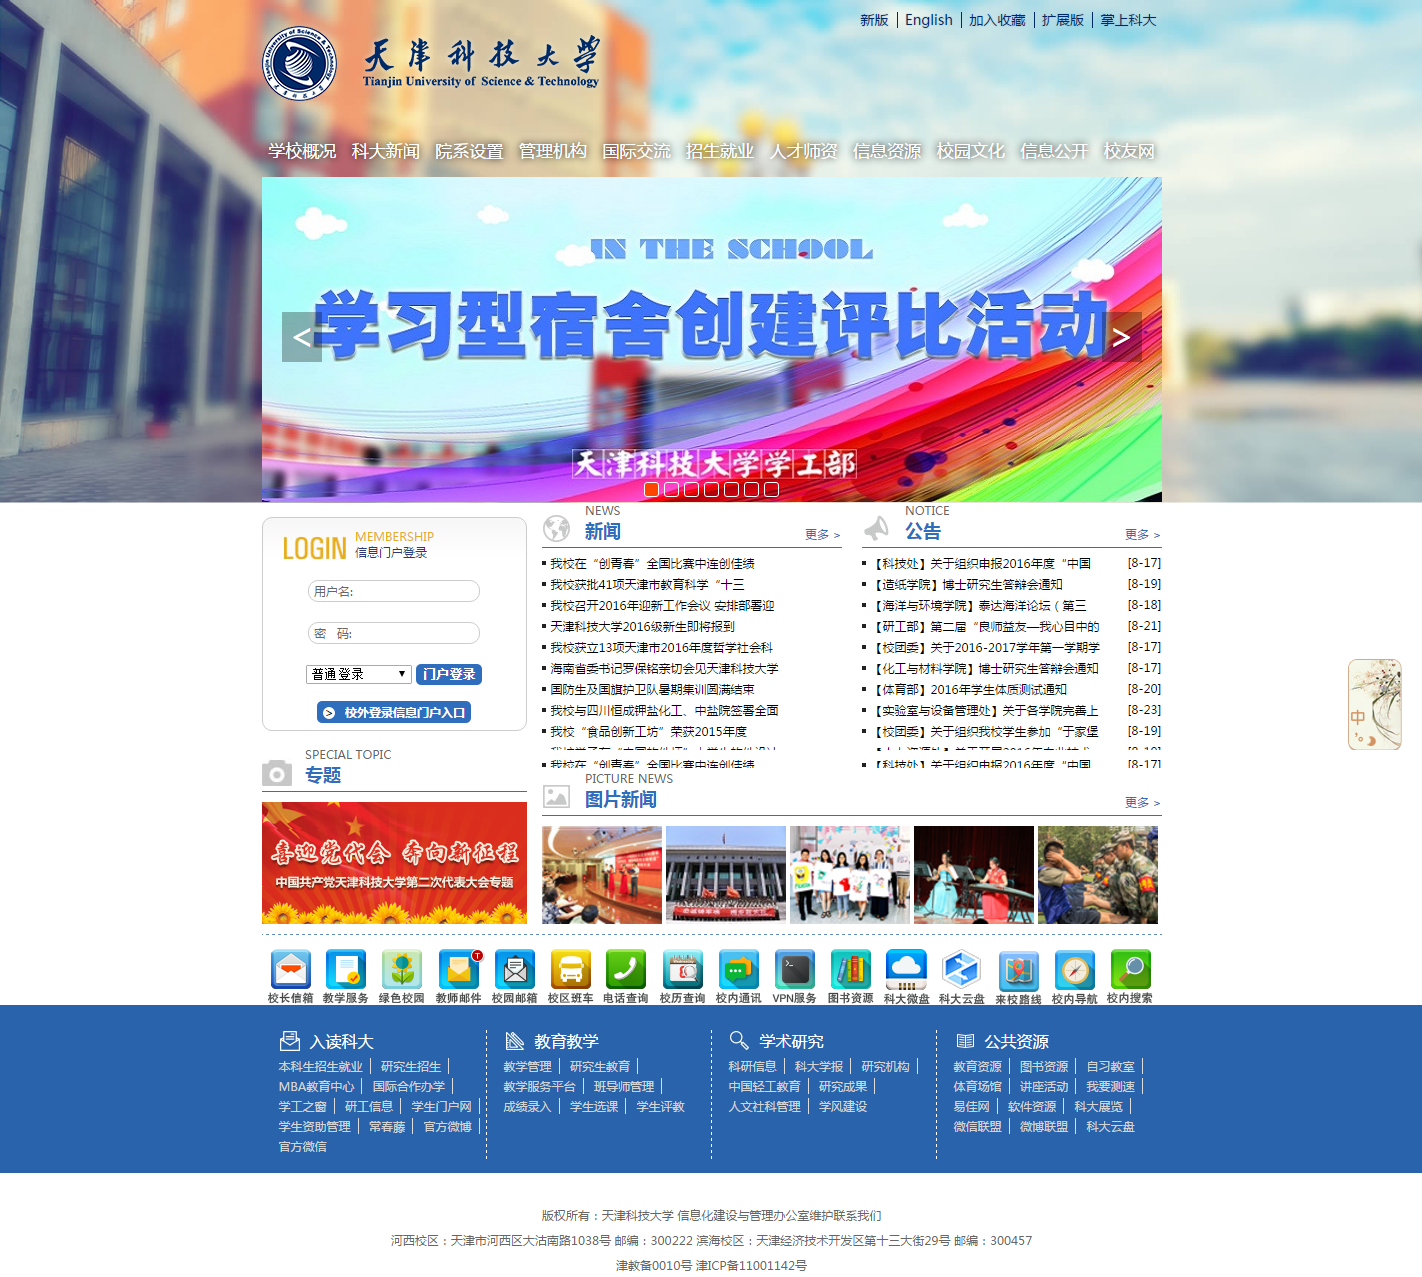 新版 English 加入收藏 扩展版 掌上科大
天津科技大学
Tianjin University of Science & Technology
学校概况 科大新闻 院系设置 管理机构 国际交流 招生就业 人才师资 信息资源 校园文化 信息公开 校友网
IN THE SCHOOL
学习型宿舍创建评比活动
< >
天津科技大学学工部
LOGIN
MEMBERSHIP
信息门户登录
用户名:
密 码:
普通登录 门户登录
校外登录信息门户入口
NEWS
新闻 更多 >
我校在“创青春”全国比赛中连创佳绩
我校获批41项天津市教育科学“十三
我校召开2016年迎新工作会议 安排部署迎
天津科技大学2016级新生即将报到
我校获立13项天津市2016年度哲学社会科
海南省委书记罗保铭亲切会见天津科技大学
国防生及国旗护卫队暑期集训圆满结束
我校与四川恒成钾盐化工、中盐院签署全面
我校“食品创新工坊”荣获2015年度
我校在“创青春”全国比赛中连创佳绩
NOTICE
公告 更多 >
【科技处】关于组织申报2016年度“中国 [8-17]
【造纸学院】博士研究生答辩会通知 [8-19]
【海洋与环境学院】泰达海洋论坛（第三 [8-18]
【研工部】第二届“良师益友—我心目中的 [8-21]
【校团委】关于2016-2017学年第一学期学 [8-17]
【化工与材料学院】博士研究生答辩会通知 [8-17]
【体育部】2016年学生体质测试通知 [8-20]
【实验室与设备管理处】关于各学院完善上 [8-23]
【校团委】关于组织我校学生参加“于家堡 [8-19]
【科技处】关于组织申报2016年度“中国 [8-17]
SPECIAL TOPIC
专题
喜迎党代会 奔向新征程
中国共产党天津科技大学第二次代表大会专题
PICTURE NEWS
图片新闻 更多 >
中
校长信箱 教学服务 绿色校园 教师邮件 校园邮箱 校区班车 电话查询 校历查询 校内通讯 VPN服务 图书资源 科大微盘 科大云盘 来校路线 校内导航 校内搜索
入读科大
本科生招生就业 研究生招生
MBA教育中心 国际合作办学
学工之窗 研工信息 学生门户网
学生资助管理 常春藤 官方微博
官方微信
教育教学
教学管理 研究生教育
教学服务平台 班导师管理
成绩录入 学生选课 学生评教
学术研究
科研信息 科大学报 研究机构
中国轻工教育 研究成果
人文社科管理 学风建设
公共资源
教育资源 图书资源 自习教室
体育场馆 讲座活动 我要测速
易佳网 软件资源 科大展览
微信联盟 微博联盟 科大云盘
版权所有：天津科技大学 信息化建设与管理办公室维护联系我们
河西校区：天津市河西区大沽南路1038号 邮编：300222 滨海校区：天津经济技术开发区第十三大街29号 邮编：300457
津教备0010号 津ICP备11001142号